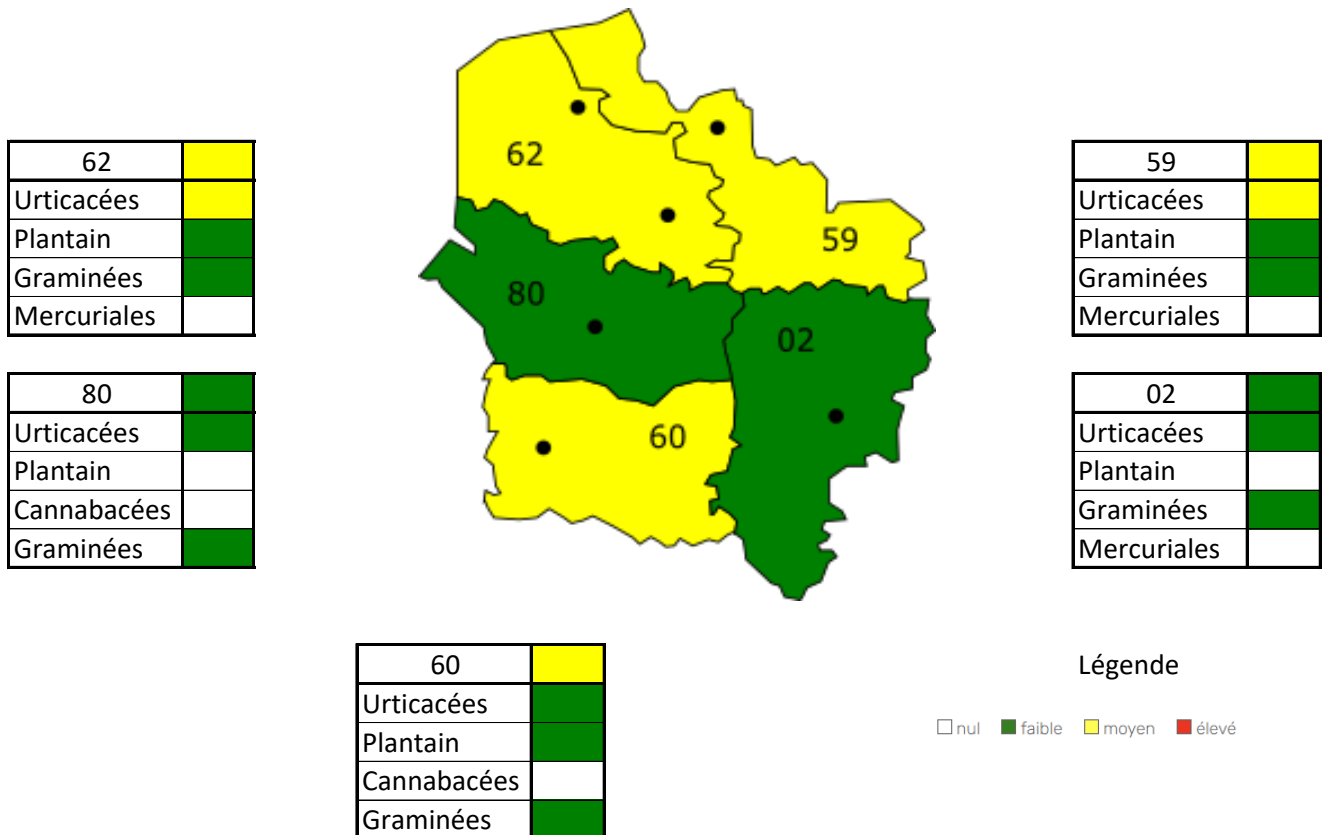 62
Urticacées
Plantain
Graminées
Mercuriales
80
Urticacées
Plantain
Cannabacées
Graminées
62
59
80
02
60
59
Urticacées
Plantain
Graminées
Mercuriales
02
Urticacées
Plantain
Graminées
Mercuriales
60
Urticacées
Plantain
Cannabacées
Graminées
Légende
nul faible moyen élevé